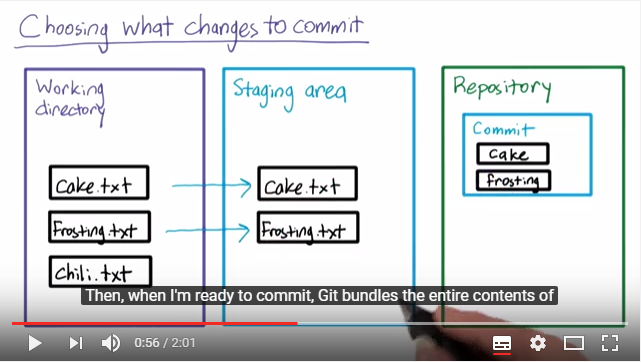 Choosing what changes to commit
Working
directory
Staging area
Repository
Commit
cake
frosting
Cake.txt
Cake.txt
Frosting.txt
Frosting.txt
Chili.txt
Then, when I'm ready to commit, Git bundles the entire contents of
0:56 / 2:01